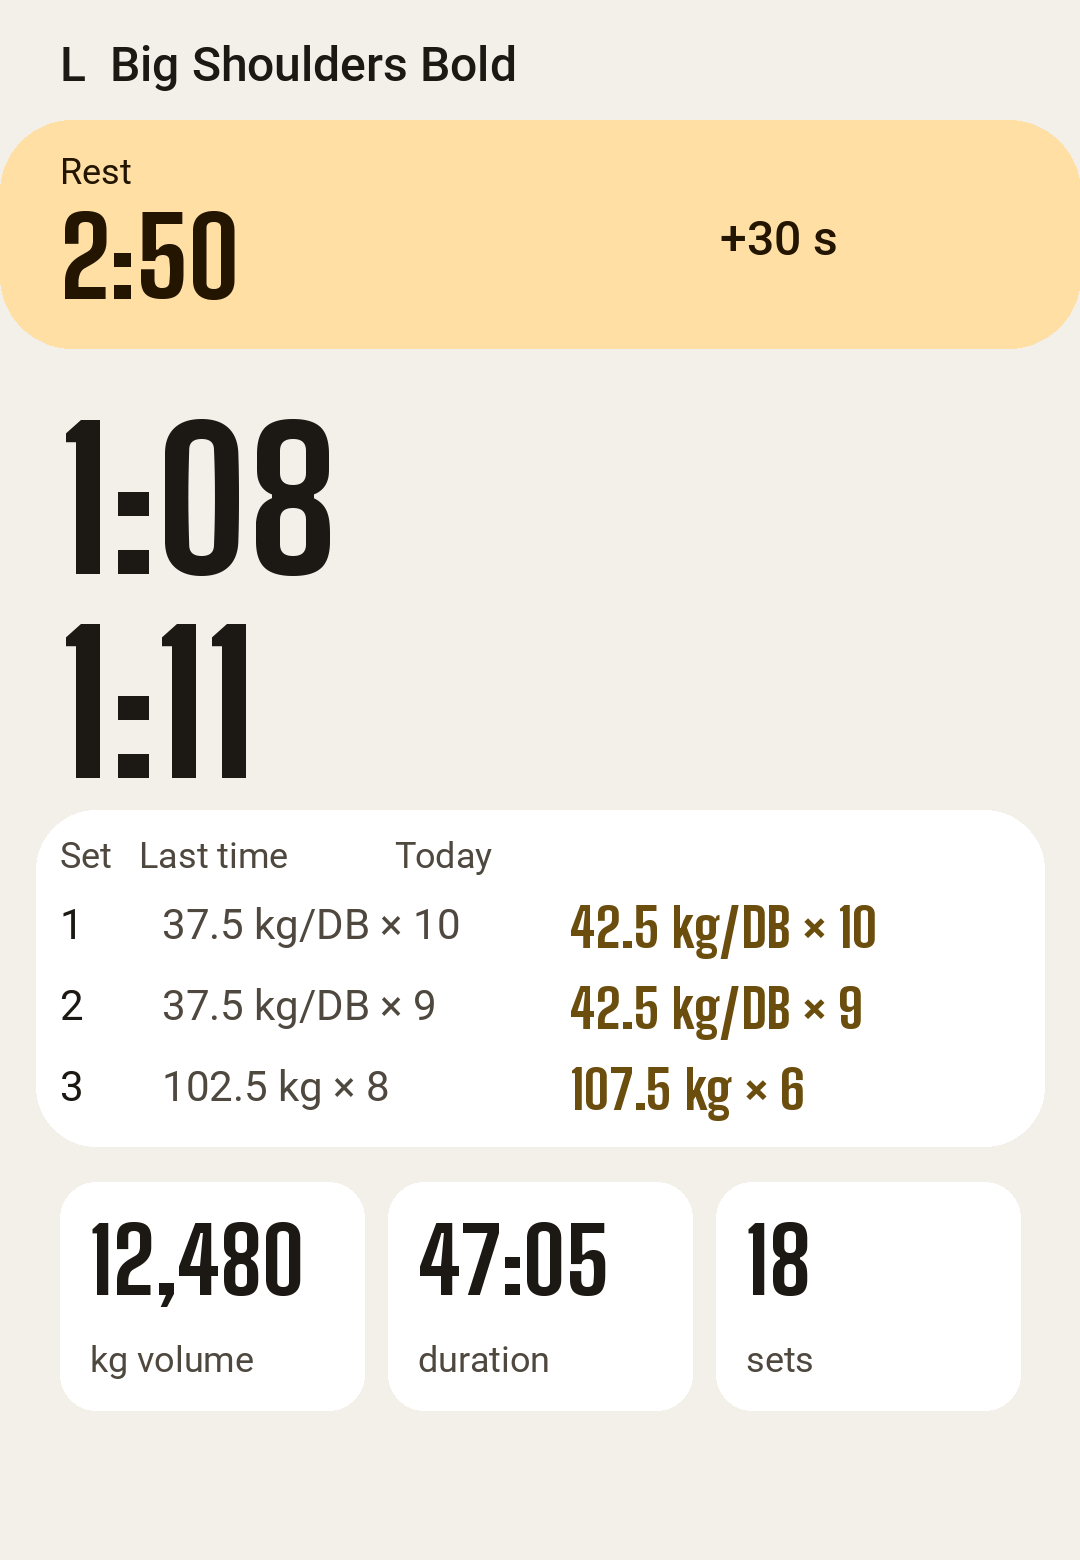 L Big Shoulders Bold
Rest
2:50
+30 s
1:08
1:11
Set Last time Today
1 37.5 kg/DB × 10 42.5 kg/DB × 10
2 37.5 kg/DB × 9 42.5 kg/DB × 9
3 102.5 kg × 8 107.5 kg × 6
12,480 47:05 18
kg volume duration sets